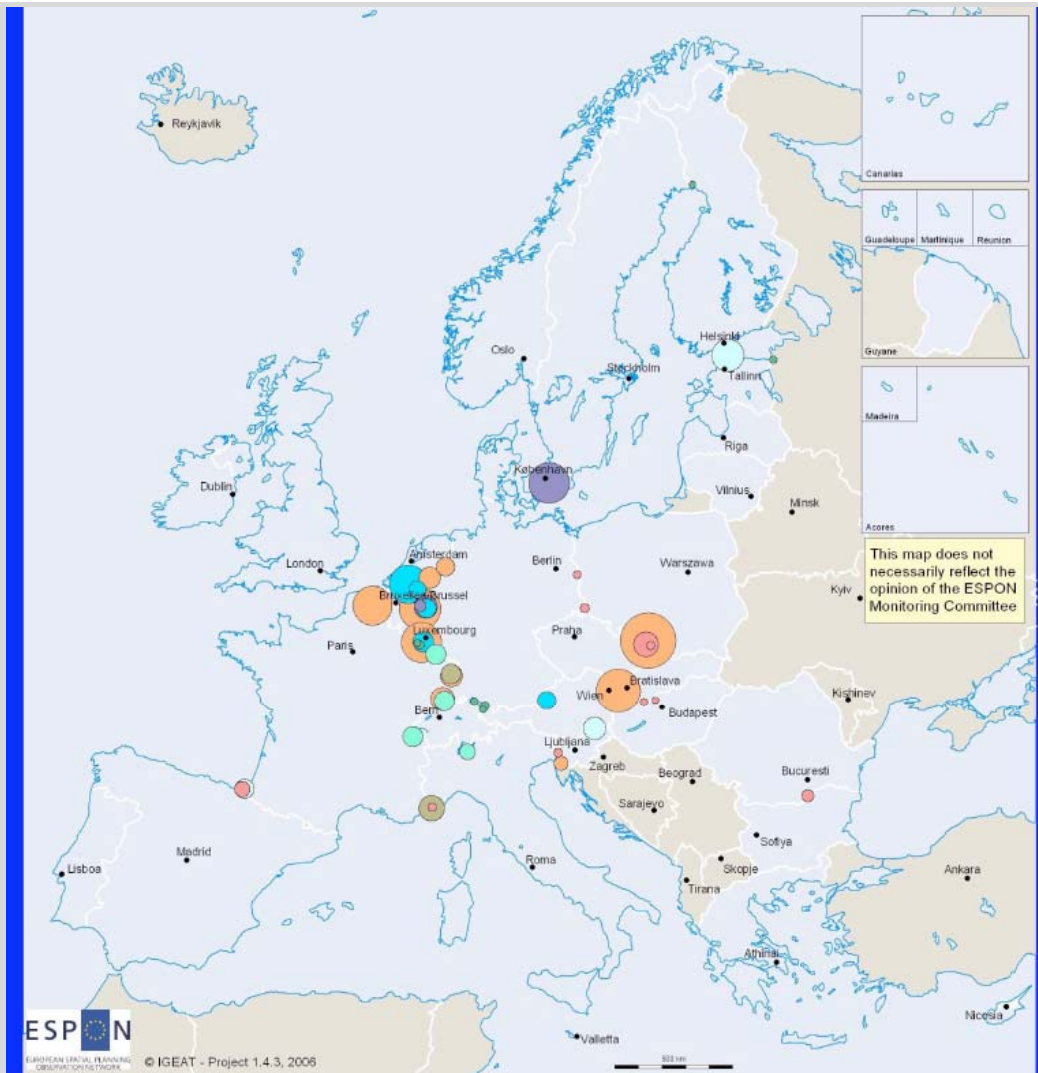 Reykjavik
Canarias
Guadeloupe
Martinique
Reunion
Guyane
Helsinki
Oslo
Stockholm
Tallinn
Madeira
Riga
København
Dublin
Vilnius
Minsk
Acores
This map does not
necessarily reflect the
opinion of the ESPON
Monitoring Committee
Amsterdam
London
Berlin
Warszawa
Kyiv
Luxembourg
Praha
Paris
Bratislava
Wien
Kishinev
Bern
Budapest
Ljubljana
Zagreb
Bucuresti
Beograd
Sarajevo
Sofiya
Madrid
Roma
Skopje
Lisboa
Tirana
Ankara
Athinai
Nicosia
ESPON
EUROPEAN SPATIAL PLANNING
OBSERVATION NETWORK
© IGEAT - Project 1.4.3, 2006
Valletta
500 km